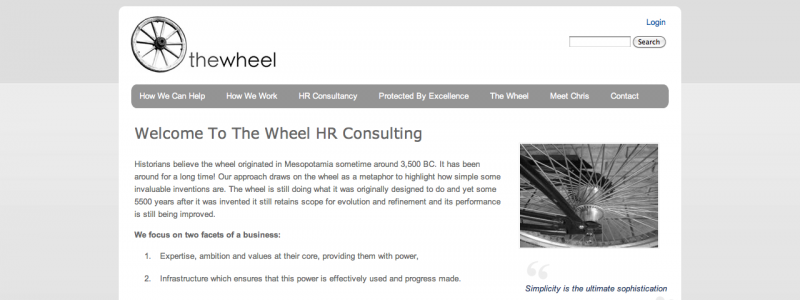 Login
Search
thewheel
How We Can Help How We Work HR Consultancy Protected By Excellence The Wheel Meet Chris Contact
Welcome To The Wheel HR Consulting
Historians believe the wheel originated in Mesopotamia sometime around 3,500 BC. It has been
around for a long time! Our approach draws on the wheel as a metaphor to highlight how simple some
invaluable inventions are. The wheel is still doing what it was originally designed to do and yet some
5500 years after it was invented it still retains scope for evolution and refinement and its performance
is still being improved.
We focus on two facets of a business:
1. Expertise, ambition and values at their core, providing them with power,
2. Infrastructure which ensures that this power is effectively used and progress made.
“
Simplicity is the ultimate sophistication